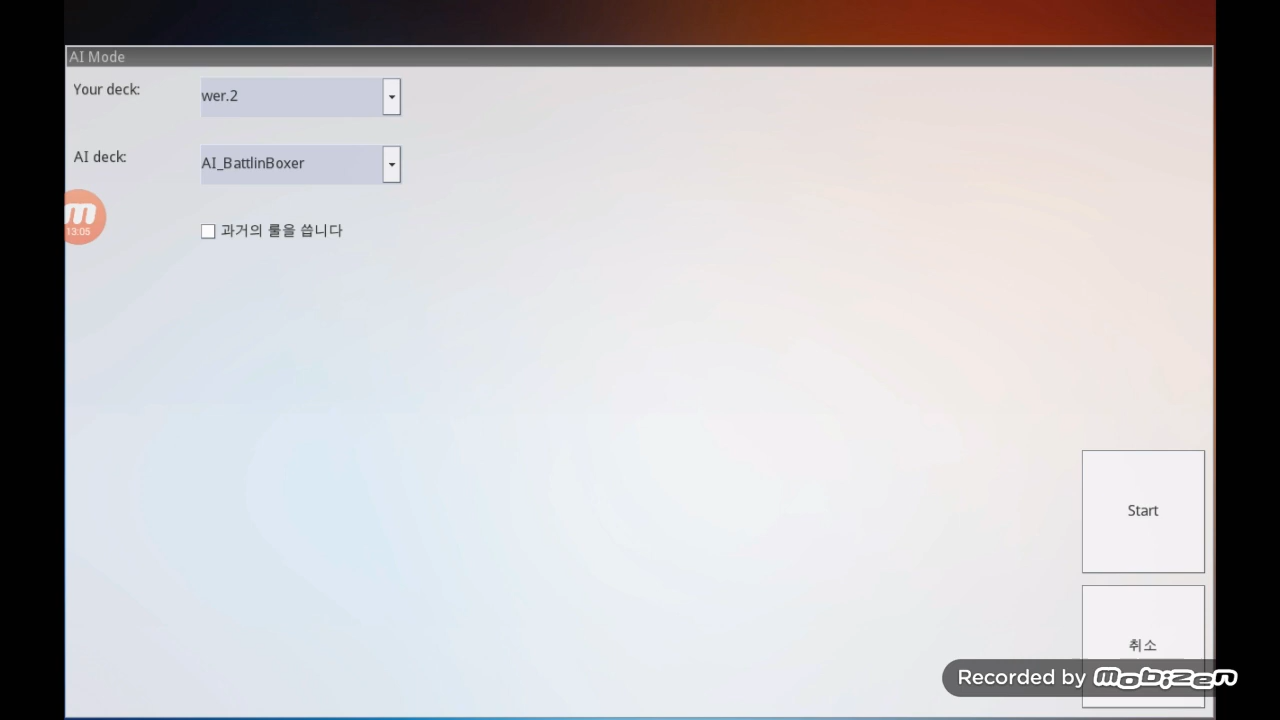 AI Mode
Your deck:
wer.2
AI deck:
AI_BattlinBoxer
m
13:05
과거의 룰을 씁니다
Start
취소
Recorded by mobizen